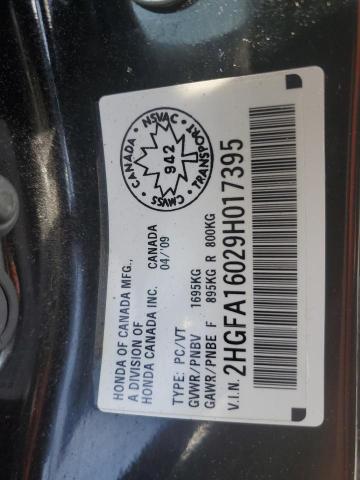 HONDA OF CANADA MFG.,
A DIVISION OF
HONDA CANADA INC. CANADA
04/'09
TYPE: PC/VT
GVWR/PNBV 1695KG
GAWR/PNBE F 895KG R 800KG
V.I.N. 2HGFA16029H017395
CANADA
NSVAC
TRANSPORT
CMVSS
942